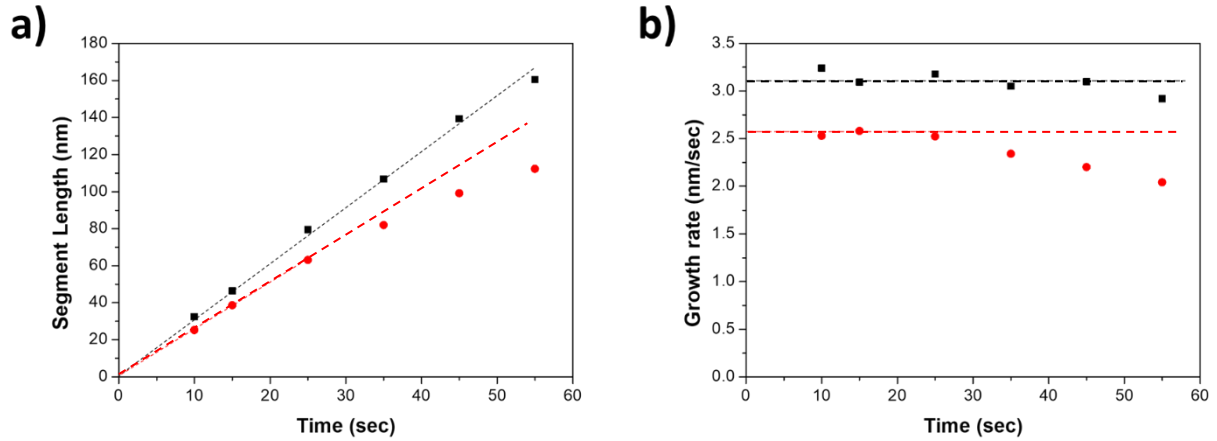 a)
Segment Length (nm)
180
160
140
120
100
80
60
40
20
0
0 10 20 30 40 50 60
Time (sec)
b)
Growth rate (nm/sec)
3.5
3.0
2.5
2.0
1.5
1.0
0.5
0.0
0 10 20 30 40 50 60
Time (sec)